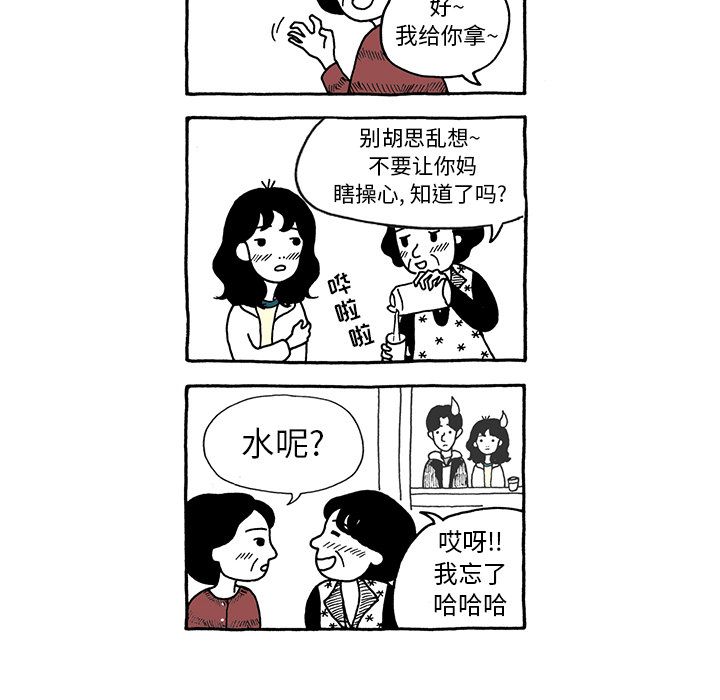 好~
我给你拿~
别胡思乱想~
不要让你妈
瞎操心, 知道了吗?
哗
啦
啦
水呢?
哎呀!!
我忘了
哈哈哈